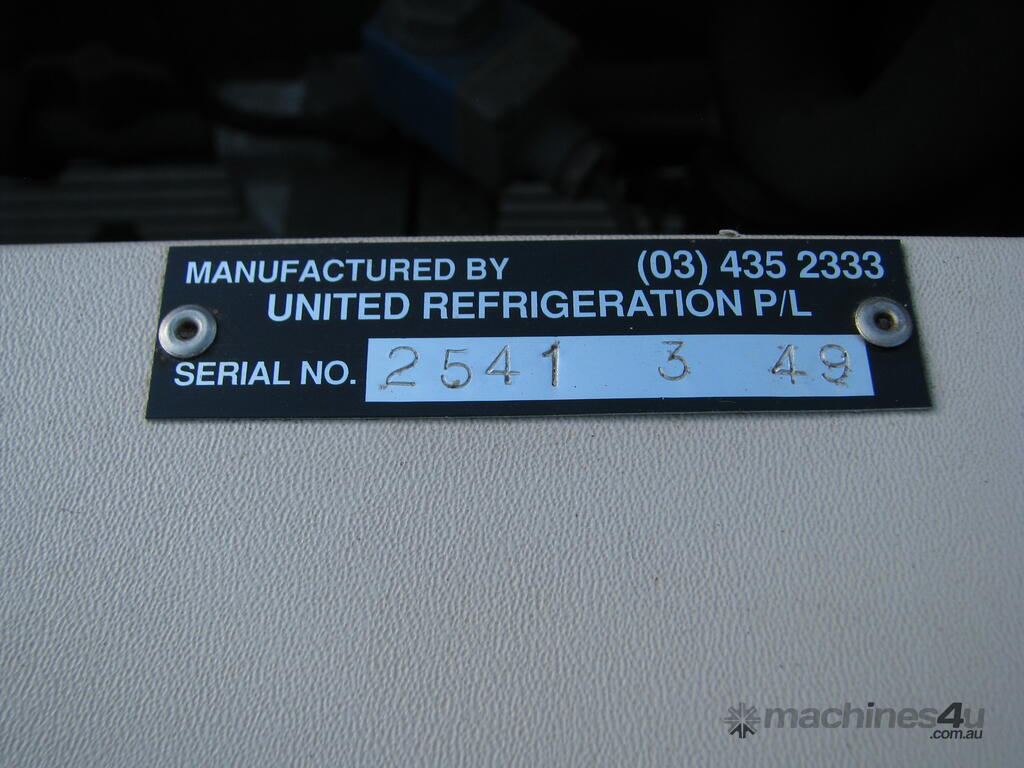 MANUFACTURED BY (03) 435 2333
UNITED REFRIGERATION P/L
SERIAL NO. 2541 3 49
machines4u
.com.au